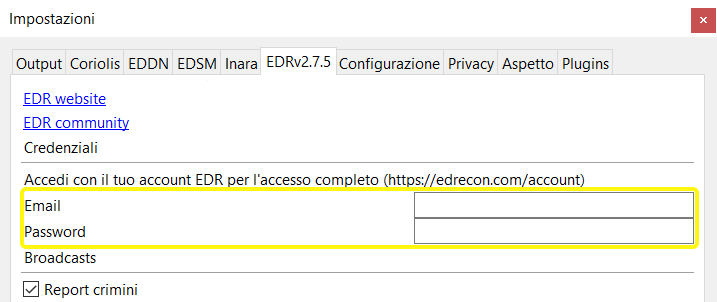 Impostazioni
Output Coriolis EDDN EDSM Inara EDRv2.7.5 Configurazione Privacy Aspetto Plugins
EDR website
EDR community
Credenziali
Accedi con il tuo account EDR per l'accesso completo (https://edrecon.com/account)
Email
Password
Broadcasts
Report crimini